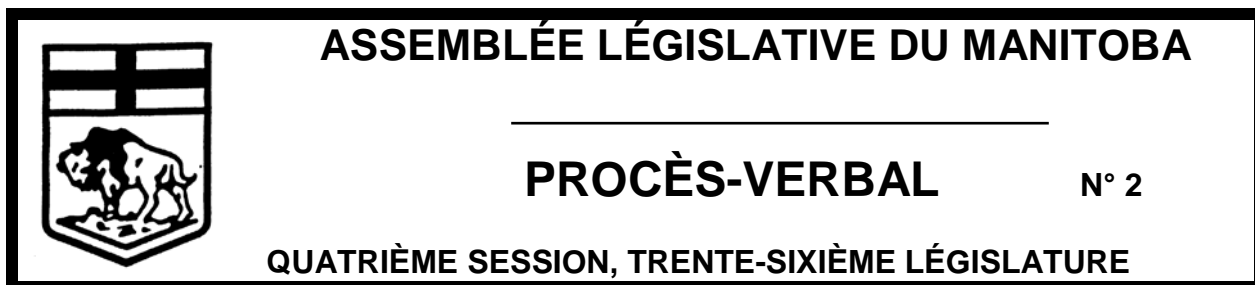 ASSEMBLÉE LÉGISLATIVE DU MANITOBA
PROCÈS-VERBAL N° 2
QUATRIÈME SESSION, TRENTE-SIXIÈME LÉGISLATURE